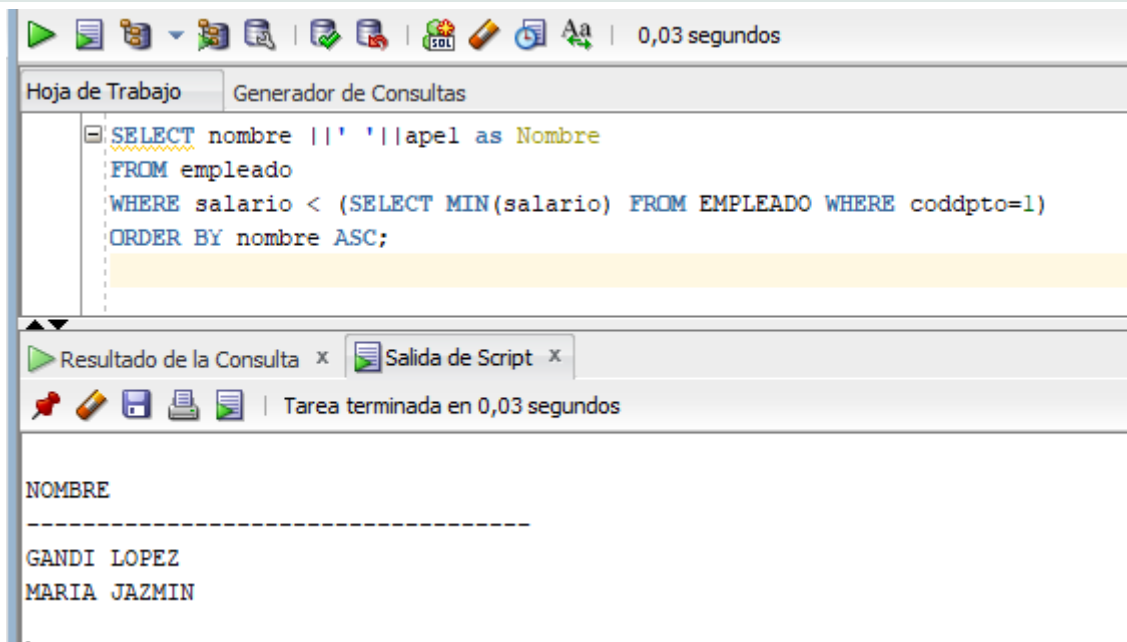 0,03 segundos
Hoja de Trabajo Generador de Consultas
SELECT nombre ||' '||apel as Nombre
FROM empleado
WHERE salario < (SELECT MIN(salario) FROM EMPLEADO WHERE coddpto=1)
ORDER BY nombre ASC;
Resultado de la Consulta x Salida de Script x
Tarea terminada en 0,03 segundos
NOMBRE
------------------------------------
GANDI LOPEZ
MARIA JAZMIN